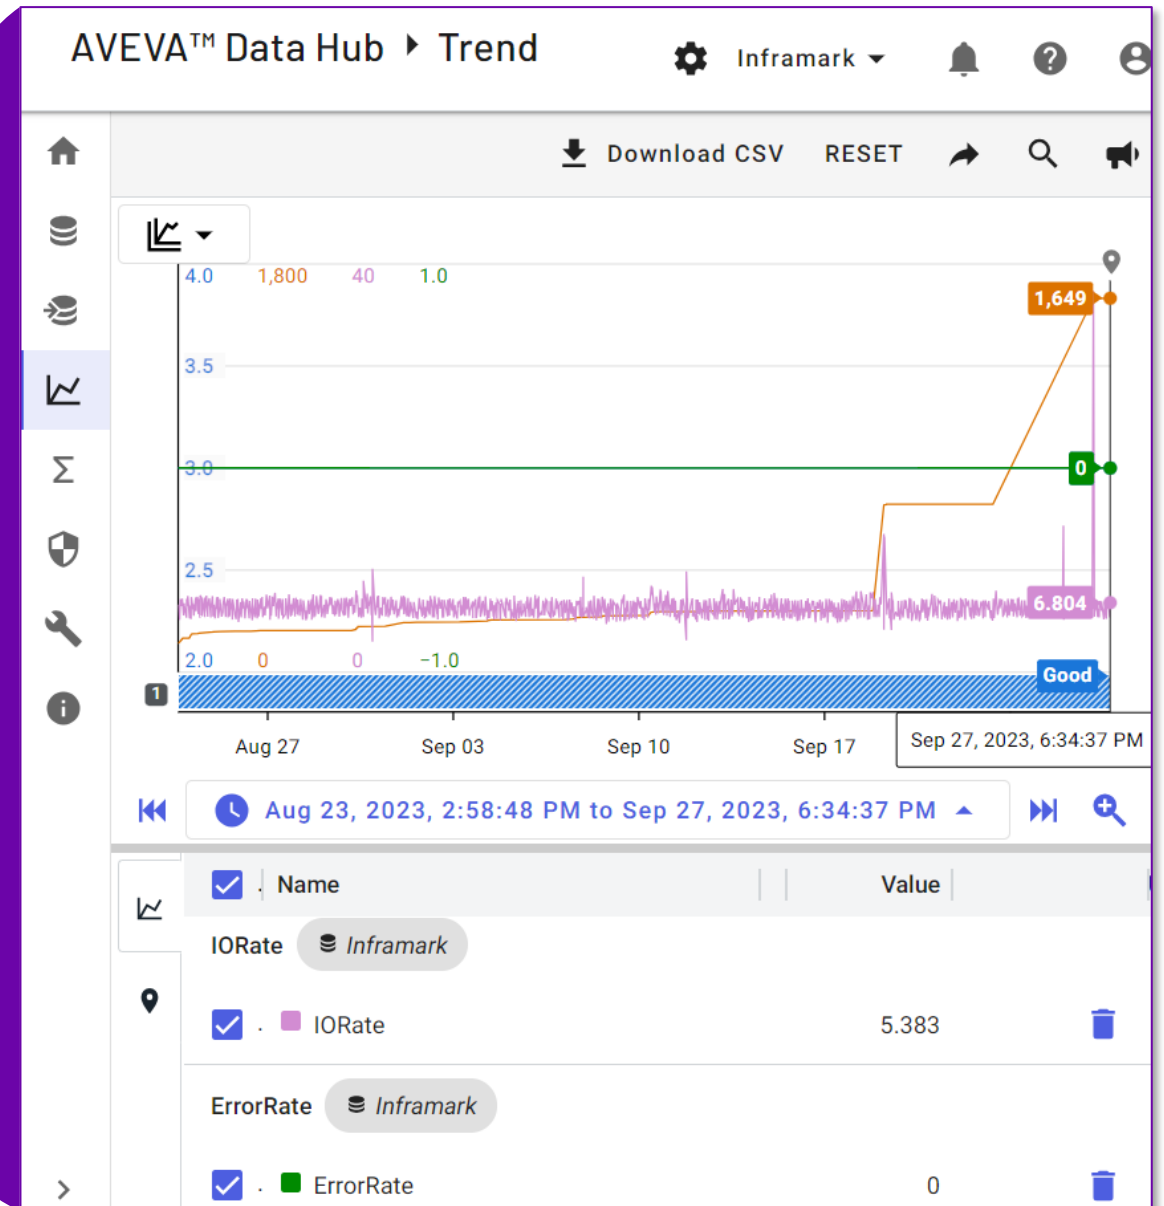 AVEVA™ Data Hub ▸ Trend
Inframark
Download CSV RESET
4.0 1,800 40 1.0
1,649
3.5
3.0
0
2.5
6.804
2.0 0 0 −1.0
Good
1
Aug 27 Sep 03 Sep 10 Sep 17
Sep 27, 2023, 6:34:37 PM
Aug 23, 2023, 2:58:48 PM to Sep 27, 2023, 6:34:37 PM
. Name Value
IORate Inframark
. IORate 5.383
ErrorRate Inframark
. ErrorRate 0